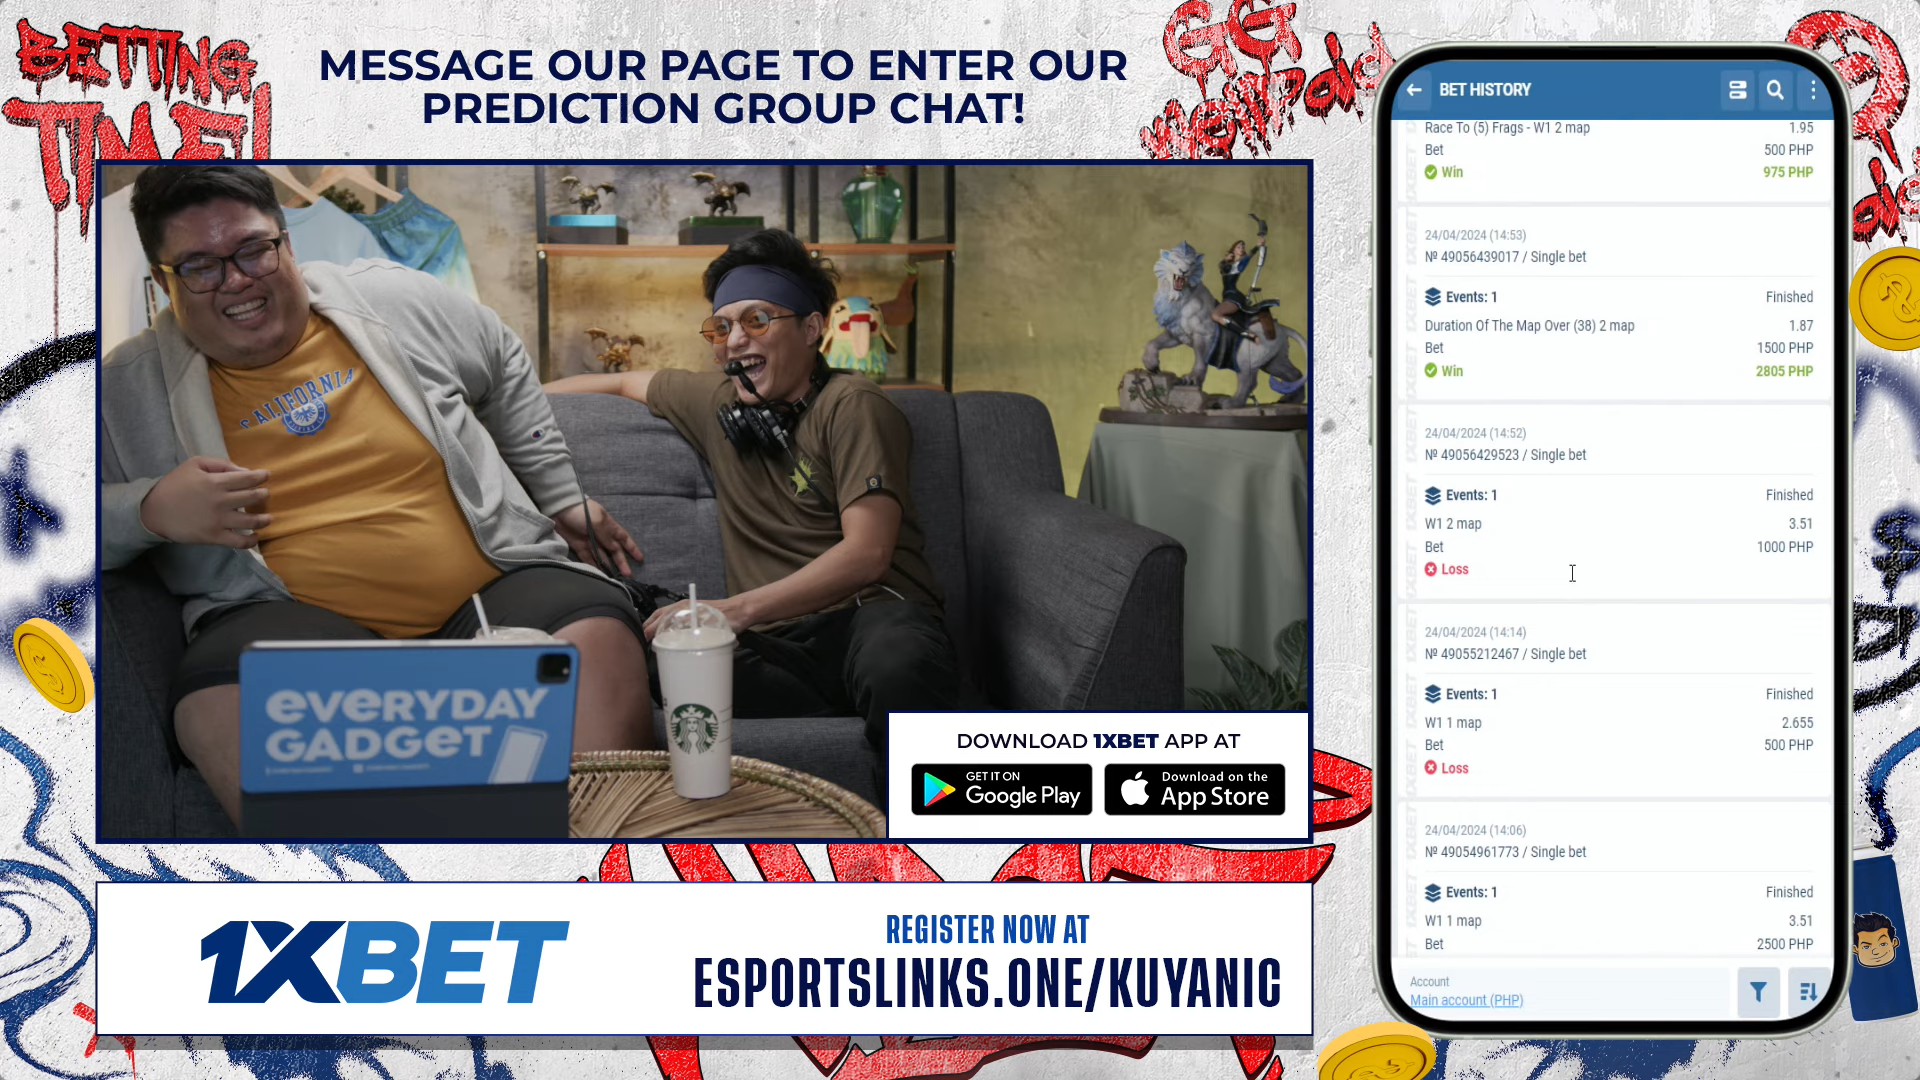 BETTING
TIME!
MESSAGE OUR PAGE TO ENTER OUR
PREDICTION GROUP CHAT!
GG
CALIFORNIA
EVERYDAY
GADGET
DOWNLOAD 1XBET APP AT
GET IT ON
Google Play
Download on the
App Store
1XBET
REGISTER NOW AT
ESPORTSLINKS.ONE/KUYANIC
BET HISTORY
Race To (5) Frags - W1 2 map 1.95
Bet 500 PHP
Win 975 PHP
24/04/2024 (14:53)
№ 49056439017 / Single bet
Events: 1 Finished
Duration Of The Map Over (38) 2 map 1.87
Bet 1500 PHP
Win 2805 PHP
24/04/2024 (14:52)
№ 49056429523 / Single bet
Events: 1 Finished
W1 2 map 3.51
Bet 1000 PHP
Loss
24/04/2024 (14:14)
№ 49055212467 / Single bet
Events: 1 Finished
W1 1 map 2.655
Bet 500 PHP
Loss
24/04/2024 (14:06)
№ 49054961773 / Single bet
Events: 1 Finished
W1 1 map 3.51
Bet 2500 PHP
Account
Main account (PHP)